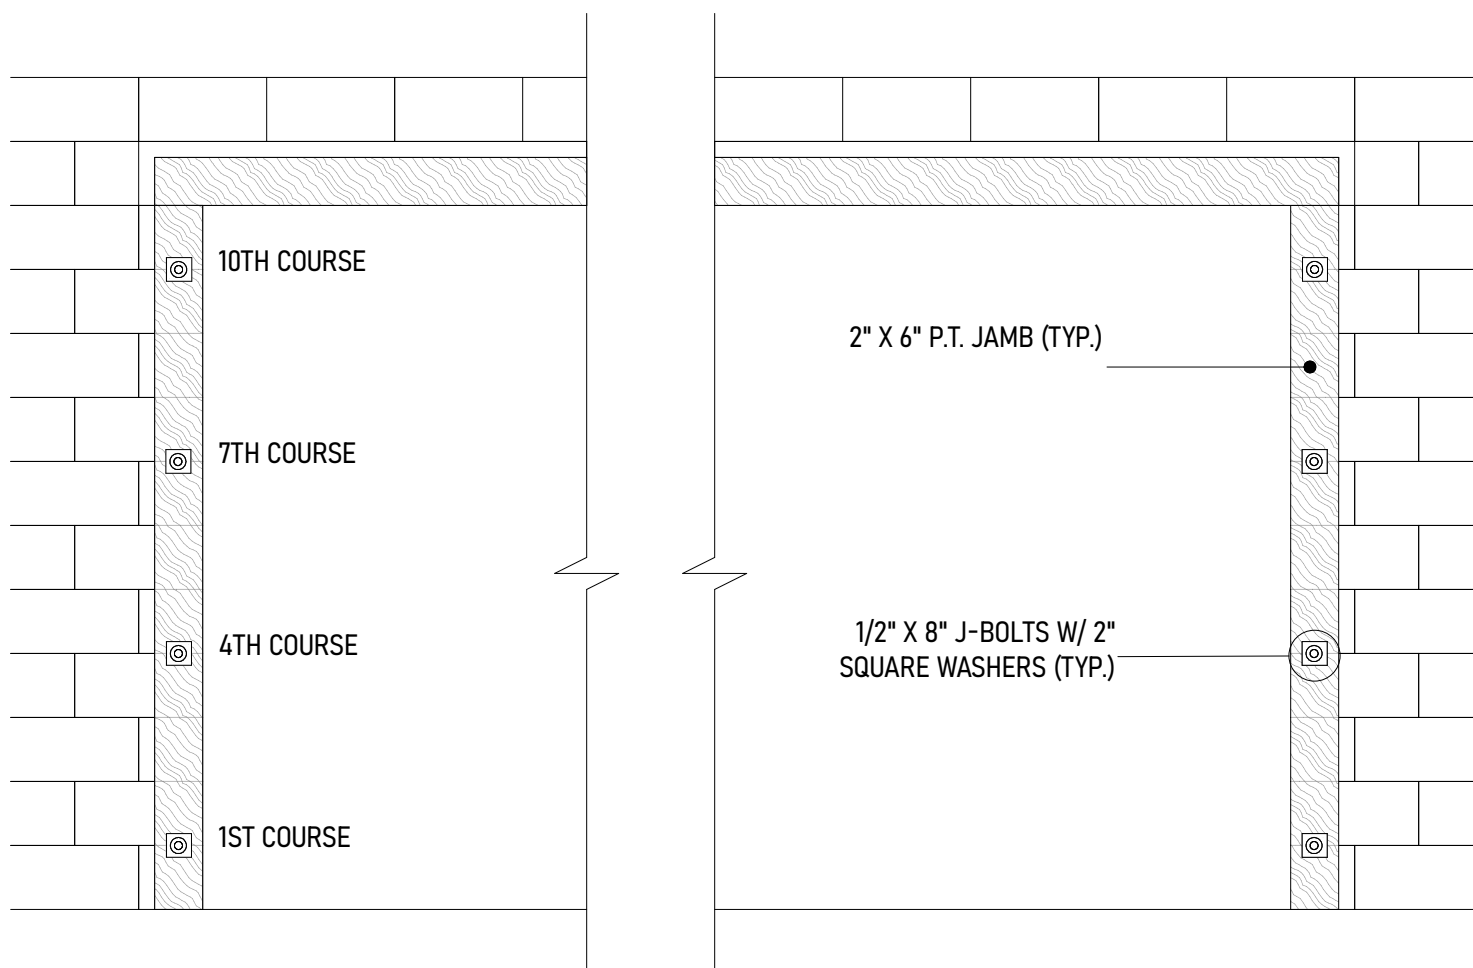 10TH COURSE
2" X 6" P.T. JAMB (TYP.)
7TH COURSE
4TH COURSE
1/2" X 8" J-BOLTS W/ 2"
SQUARE WASHERS (TYP.)
1ST COURSE